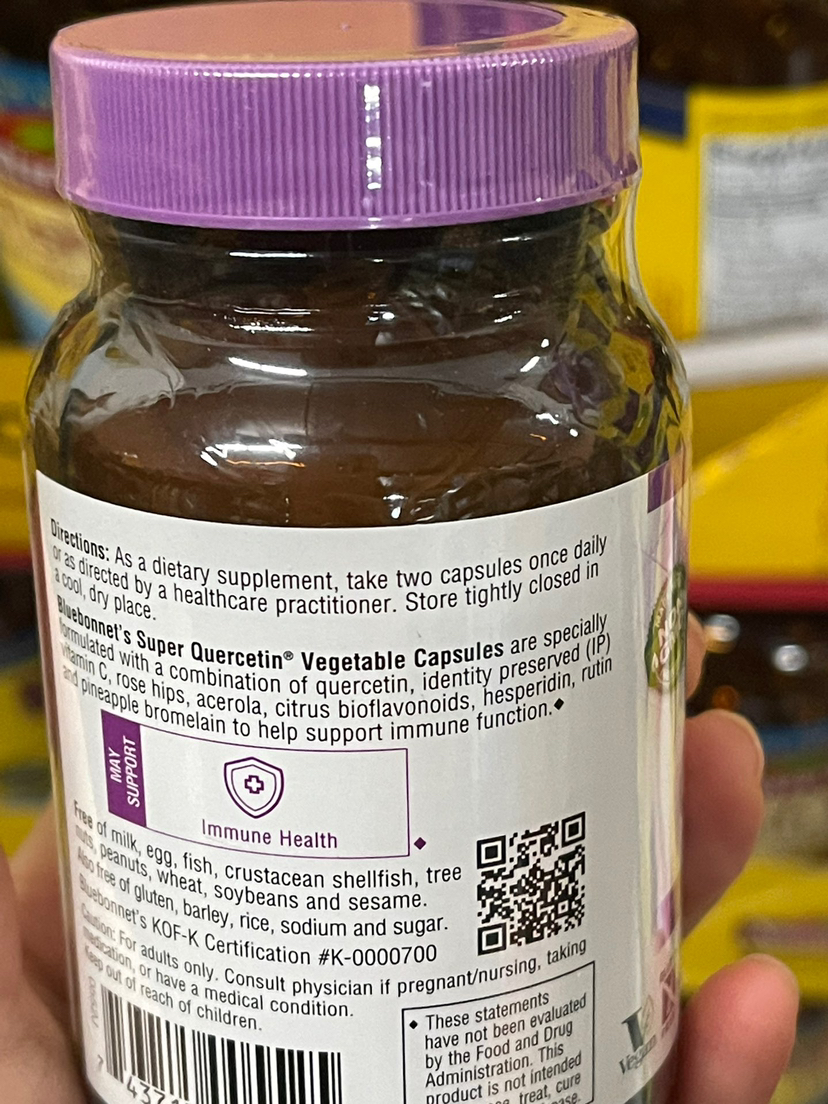 Directions: As a dietary supplement, take two capsules once daily
or as directed by a healthcare practitioner. Store tightly closed in
a cool, dry place.
Bluebonnet's Super Quercetin® Vegetable Capsules are specially
formulated with a combination of quercetin, identity preserved (IP)
vitamin C, rose hips, acerola, citrus bioflavonoids, hesperidin, rutin
and pineapple bromelain to help support immune function.◆
MAY
SUPPORT
Immune Health
◆
Free of milk, egg, fish, crustacean shellfish, tree
nuts, peanuts, wheat, soybeans and sesame.
Also free of gluten, barley, rice, sodium and sugar.
Bluebonnet's KOF-K Certification #K-0000700
Caution: For adults only. Consult physician if pregnant/nursing, taking
medication, or have a medical condition.
Keep out of reach of children.
◆ These statements
have not been evaluated
by the Food and Drug
Administration. This
product is not intended
treat, cure
7
Vegan